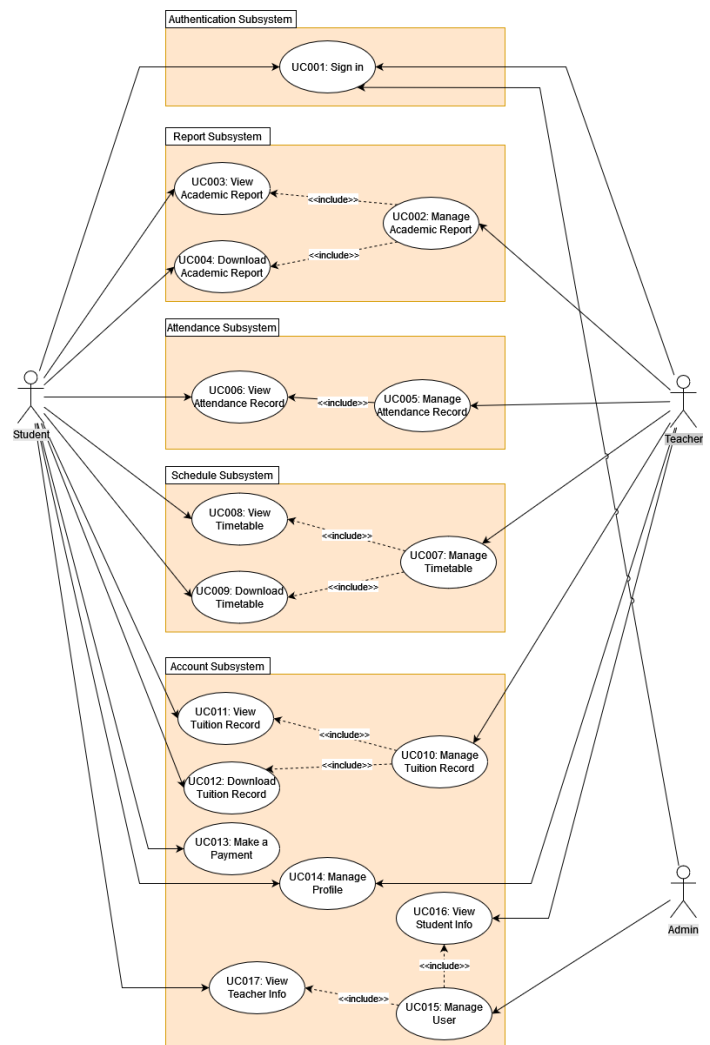 Authentication Subsystem
UC001: Sign in
Report Subsystem
UC003: View
Academic Report
<<include>>
UC002: Manage
Academic Report
<<include>>
UC004: Download
Academic Report
Attendance Subsystem
UC006: View
Attendance Record
<<include>>
UC005: Manage
Attendance Record
Student
Teacher
Schedule Subsystem
UC008: View
Timetable
<<include>>
UC007: Manage
Timetable
<<include>>
UC009: Download
Timetable
Account Subsystem
UC011: View
Tuition Record
<<include>>
UC010: Manage
Tuition Record
<<include>>
UC012: Download
Tuition Record
UC013: Make a
Payment
UC014: Manage
Profile
UC016: View
Student Info
Admin
<<include>>
UC017: View
Teacher Info
<<include>>
UC015: Manage
User